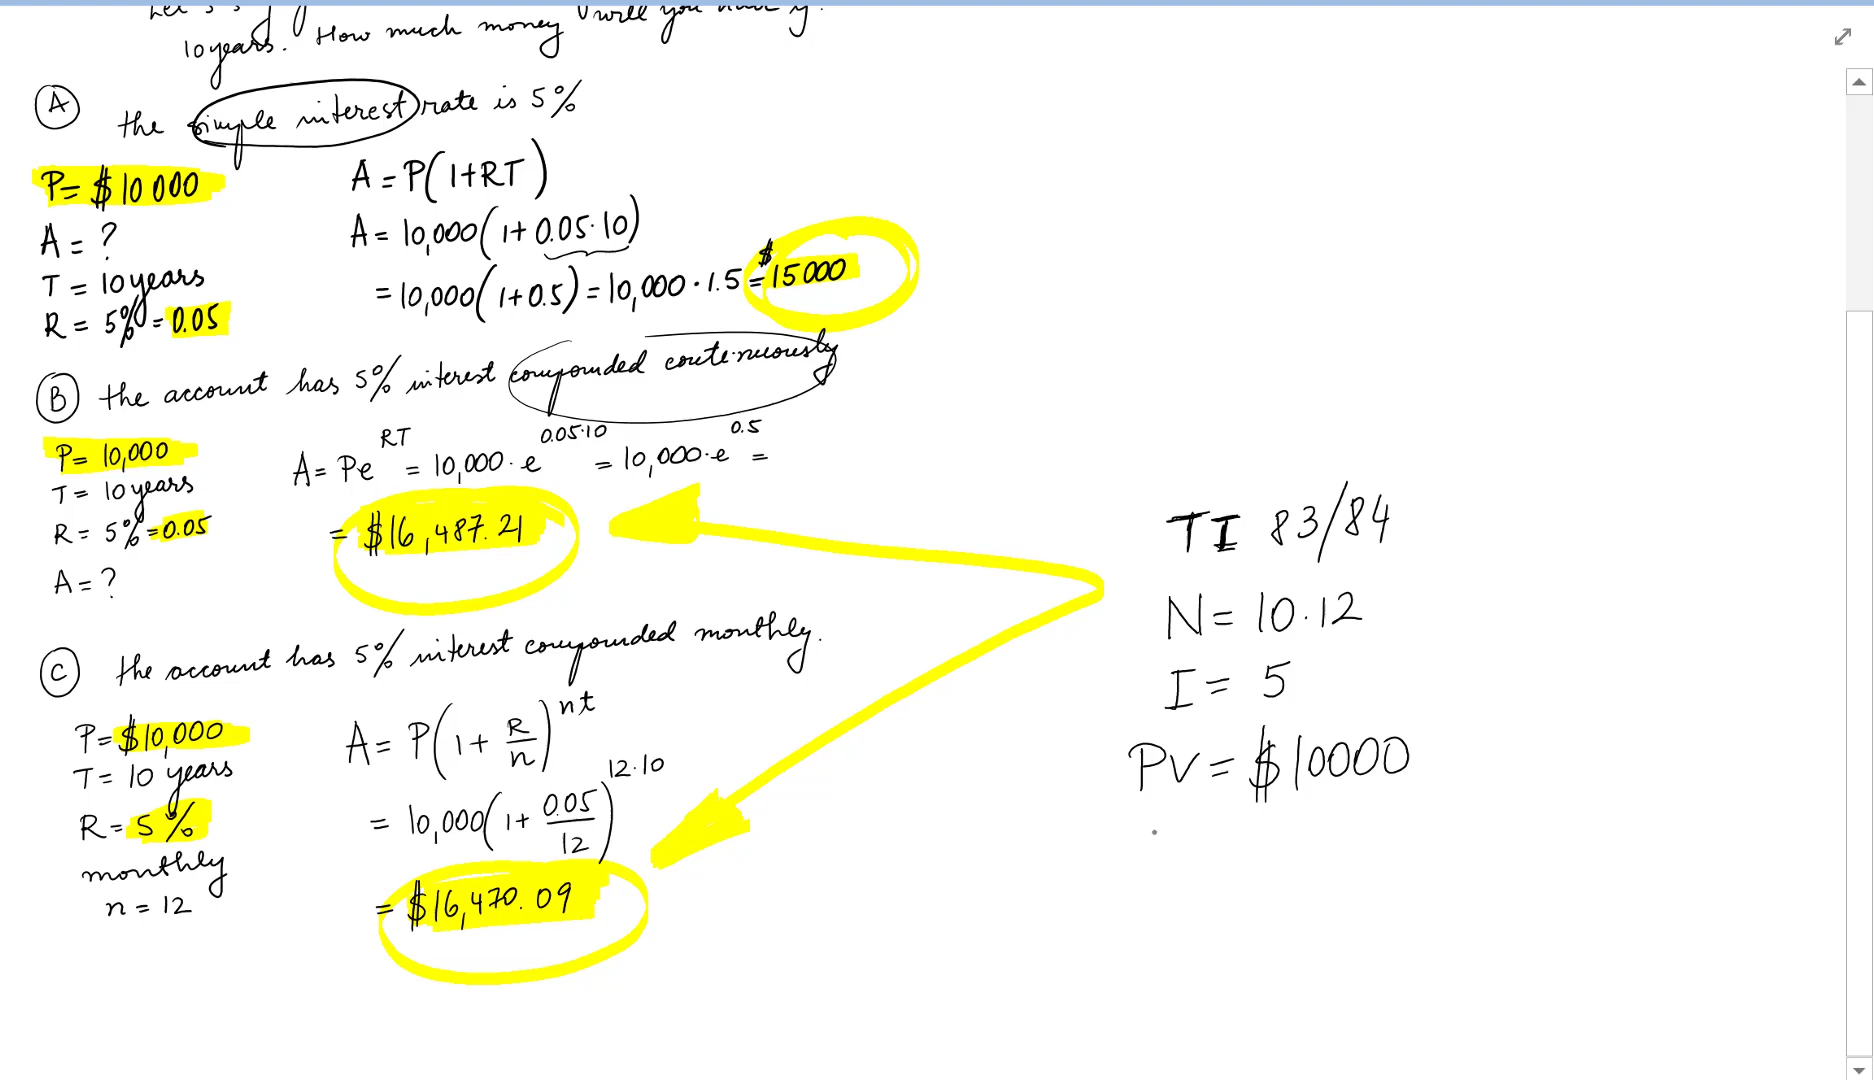 10 years. How much money will you have if
Ⓐ the simple interest rate is 5%
P= $10 000
A = ?
T = 10 years
R = 5% = 0.05
A = P(1+RT)
A = 10,000(1+0.05·10)
= 10,000(1+0.5) = 10,000 · 1.5 = $15 000
Ⓑ the account has 5% interest compounded continuously
P= 10,000
T = 10 years
R = 5% = 0.05
A = ?
A = Pe^{RT} = 10,000 · e^{0.05·10} = 10,000 · e^{0.5} =
= $16,487.21
Ⓒ the account has 5% interest compounded monthly.
P= $10,000
T = 10 years
R = 5%
monthly
n = 12
A = P(1 + R/n)^{nt}
= 10,000(1 + 0.05/12)^{12·10}
= $16,470.09
TI 83/84
N = 10·12
I = 5
PV = $10000